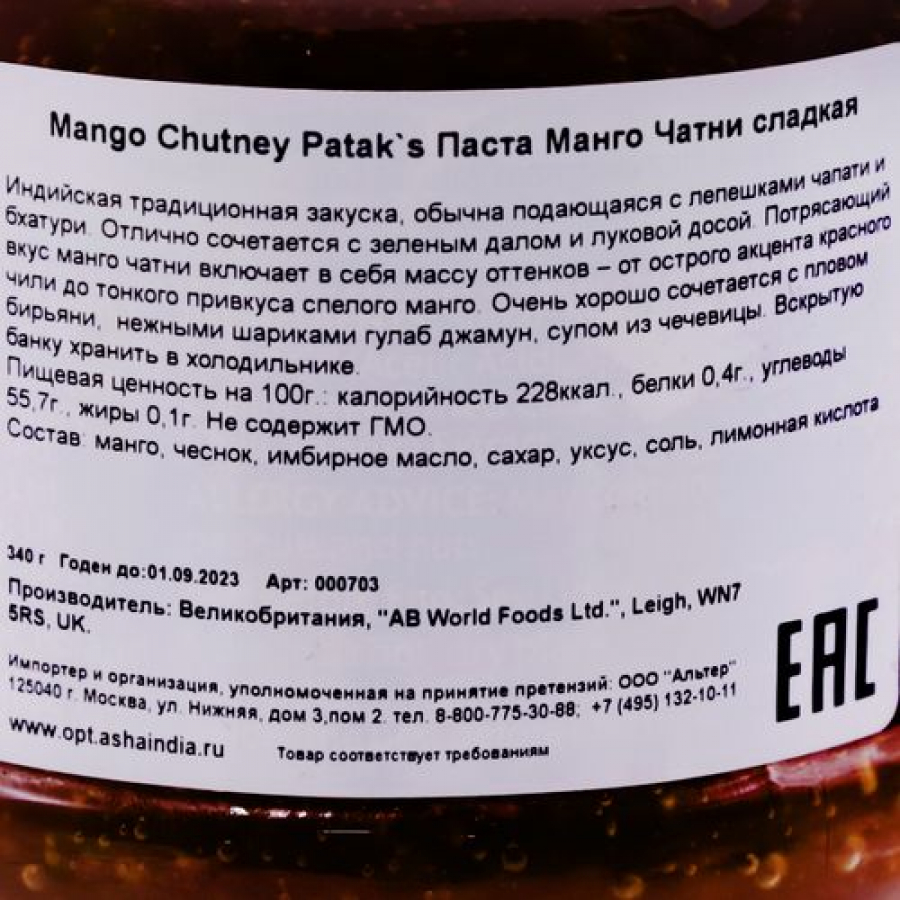 Mango Chutney Patak`s Паста Манго Чатни сладкая
Индийская традиционная закуска, обычна подающаяся с лепешками чапати и
бхатури. Отлично сочетается с зеленым далом и луковой досой. Потрясающий
вкус манго чатни включает в себя массу оттенков – от острого акцента красного
чили до тонкого привкуса спелого манго. Очень хорошо сочетается с пловом
бирьяни, нежными шариками гулаб джамун, супом из чечевицы. Вскрытую
банку хранить в холодильнике.
Пищевая ценность на 100г.: калорийность 228ккал., белки 0,4г., углеводы
55,7г., жиры 0,1г. Не содержит ГМО.
Состав: манго, чеснок, имбирное масло, сахар, уксус, соль, лимонная кислота
ALLERGY ADVICE
340 г Годен до:01.09.2023 Арт: 000703
Производитель: Великобритания, "AB World Foods Ltd.", Leigh, WN7
5RS, UK.
Импортер и организация, уполномоченная на принятие претензий: ООО "Альтер"
125040 г. Москва, ул. Нижняя, дом 3,пом 2. тел. 8-800-775-30-88; +7 (495) 132-10-11
www.opt.ashaindia.ru Товар соответствует требованиям
EAC